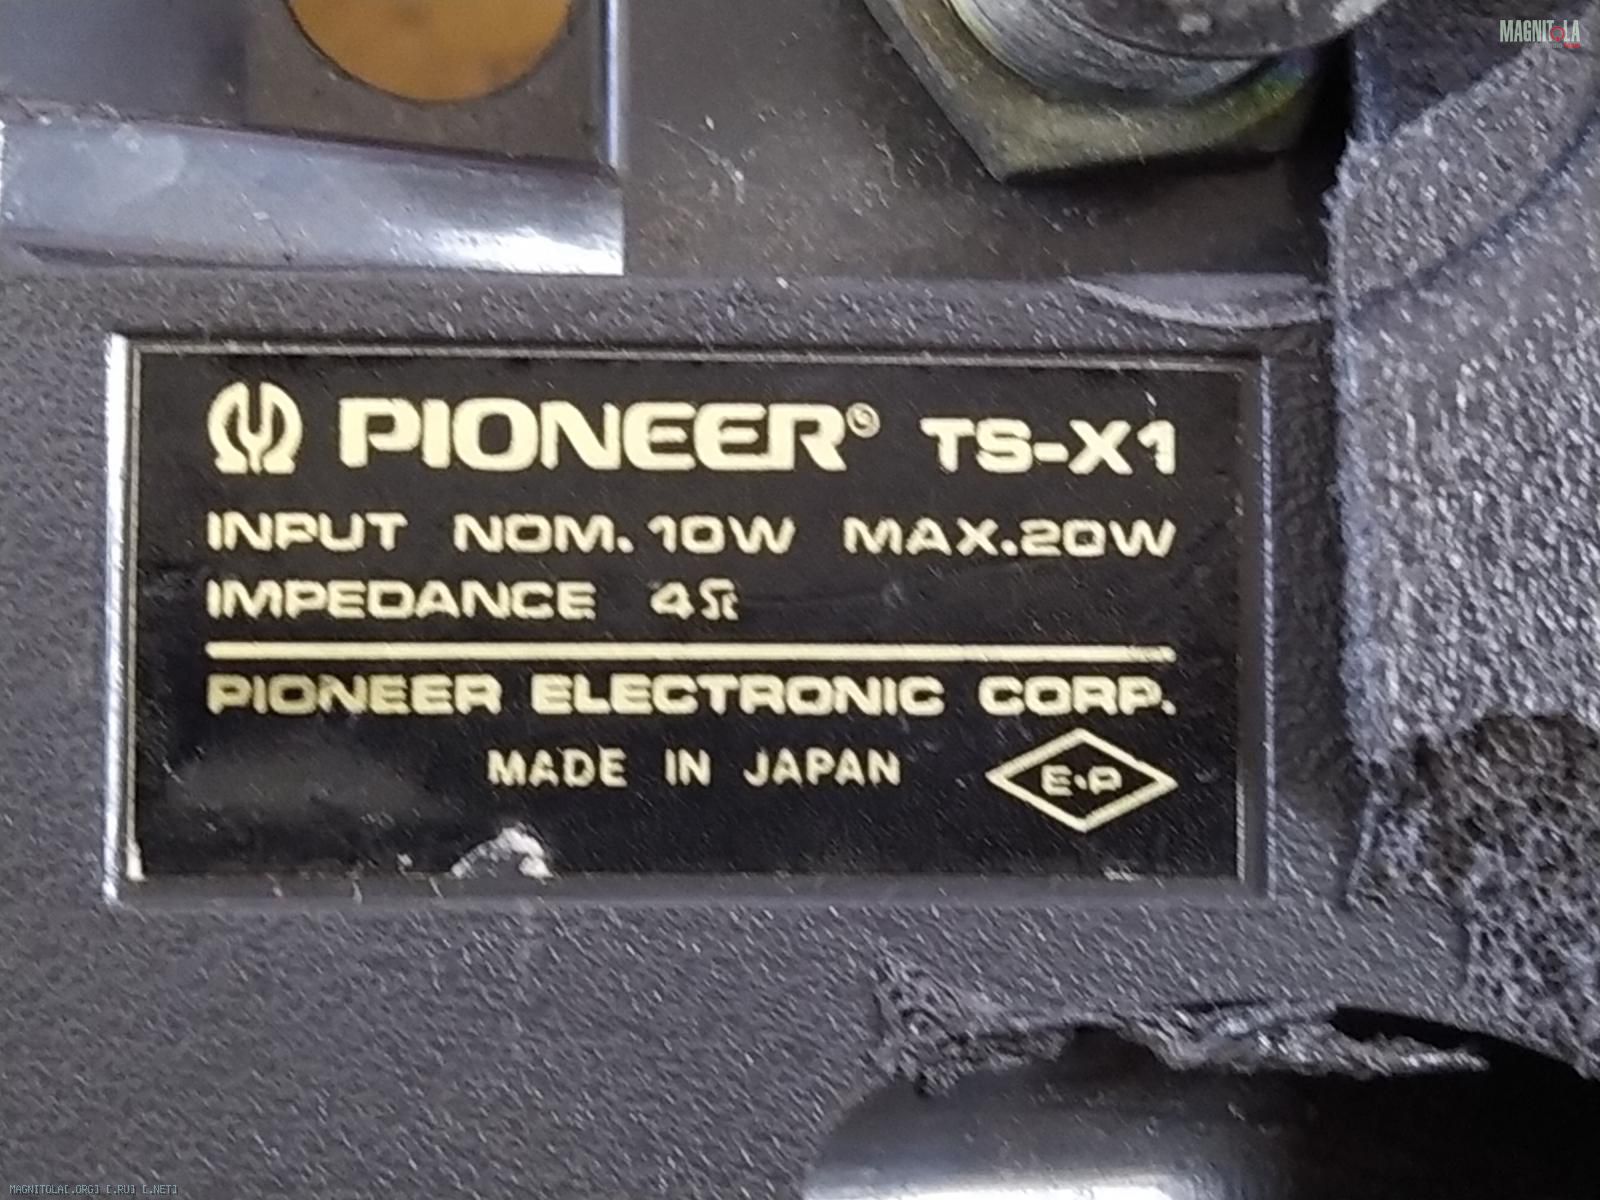 MAGNITOLA
PIONEER® TS-X1
INPUT NOM. 10W MAX. 20W
IMPEDANCE 4Ω
PIONEER ELECTRONIC CORP.
MADE IN JAPAN
E·P
MAGNITOLA[.ORG] [.RU] [.NET]